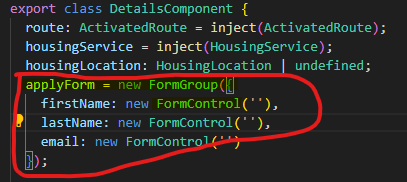 export class DetailsComponent {
route: ActivatedRoute = inject(ActivatedRoute);
housingService = inject(HousingService);
housingLocation: HousingLocation | undefined;
applyForm = new FormGroup({
firstName: new FormControl(''),
lastName: new FormControl(''),
email: new FormControl('')
});